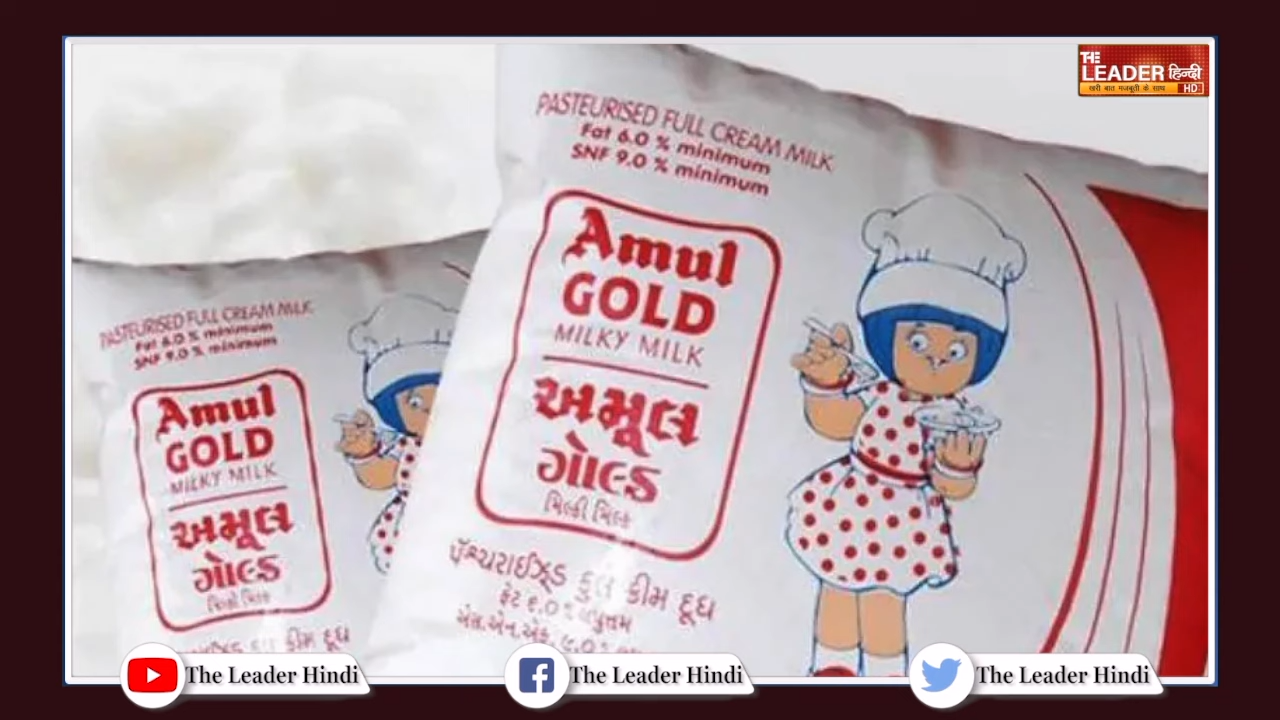 THE
LEADER हिन्दी
खरी बात मजबूती के साथ HD
PASTEURISED FULL CREAM MILK
Fat 6.0 % minimum
SNF 9.0 % minimum
Amul
GOLD
MILKY MILK
અમૂલ
ગોલ્ડ
મિલ્કી મિલ્ક
પૅશ્ચરાઈઝ્ડ ફુલ ક્રીમ દૂધ
ફેટ ૬.૦ %
એસ.એન.એફ. ૯.૦ %
PASTEURISED FULL CREAM MILK
Fat 6.0 % minimum
SNF 9.0 % minimum
Amul
GOLD
MILKY MILK
અમૂલ
ગોલ્ડ
મિલ્કી મિલ્ક
ક્રીમ દૂધ
The Leader Hindi
The Leader Hindi
The Leader Hindi